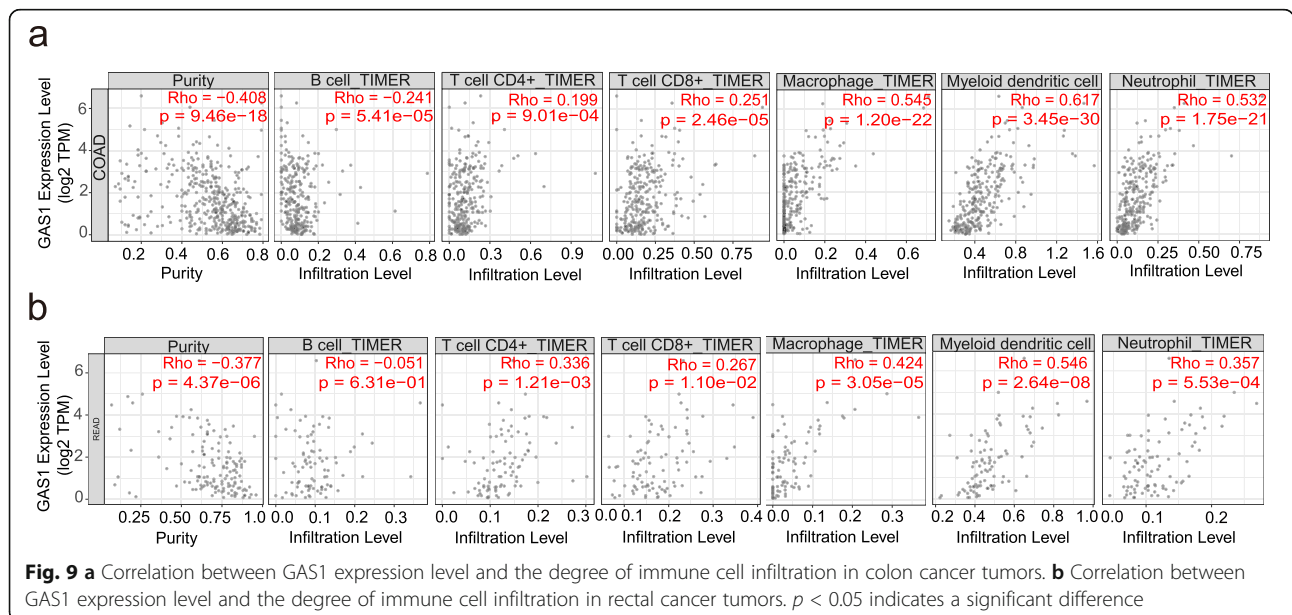 a
Purity
B cell_TIMER
T cell CD4+_TIMER
T cell CD8+_TIMER
Macrophage_TIMER
Myeloid dendritic cell
Neutrophil_TIMER
Rho = −0.408
p = 9.46e−18
Rho = −0.241
p = 5.41e−05
Rho = 0.199
p = 9.01e−04
Rho = 0.251
p = 2.46e−05
Rho = 0.545
p = 1.20e−22
Rho = 0.617
p = 3.45e−30
Rho = 0.532
p = 1.75e−21
GAS1 Expression Level
(log2 TPM)
6
4
2
0
COAD
0.2 0.4 0.6 0.8
0.0 0.2 0.4 0.6 0.8
0.0 0.3 0.6 0.9
0.0 0.25 0.50 0.75
0.0 0.2 0.4 0.6
0.4 0.8 1.2 1.6
0.0 0.25 0.50 0.75
Purity
Infiltration Level
Infiltration Level
Infiltration Level
Infiltration Level
Infiltration Level
Infiltration Level
b
Purity
B cell_TIMER
T cell CD4+_TIMER
T cell CD8+_TIMER
Macrophage_TIMER
Myeloid dendritic cell
Neutrophil_TIMER
Rho = −0.377
p = 4.37e−06
Rho = −0.051
p = 6.31e−01
Rho = 0.336
p = 1.21e−03
Rho = 0.267
p = 1.10e−02
Rho = 0.424
p = 3.05e−05
Rho = 0.546
p = 2.64e−08
Rho = 0.357
p = 5.53e−04
GAS1 Expression Level
(log2 TPM)
6
4
2
0
READ
0.25 0.50 0.75 1.0
0.0 0.1 0.2 0.3
0.0 0.1 0.2 0.3
0.0 0.1 0.2 0.3 0.4
0.0 0.1 0.2 0.3
0.2 0.4 0.6 0.8 1.0
0.0 0.1 0.2
Purity
Infiltration Level
Infiltration Level
Infiltration Level
Infiltration Level
Infiltration Level
Infiltration Level
Fig. 9 a Correlation between GAS1 expression level and the degree of immune cell infiltration in colon cancer tumors. b Correlation between
GAS1 expression level and the degree of immune cell infiltration in rectal cancer tumors. p < 0.05 indicates a significant difference